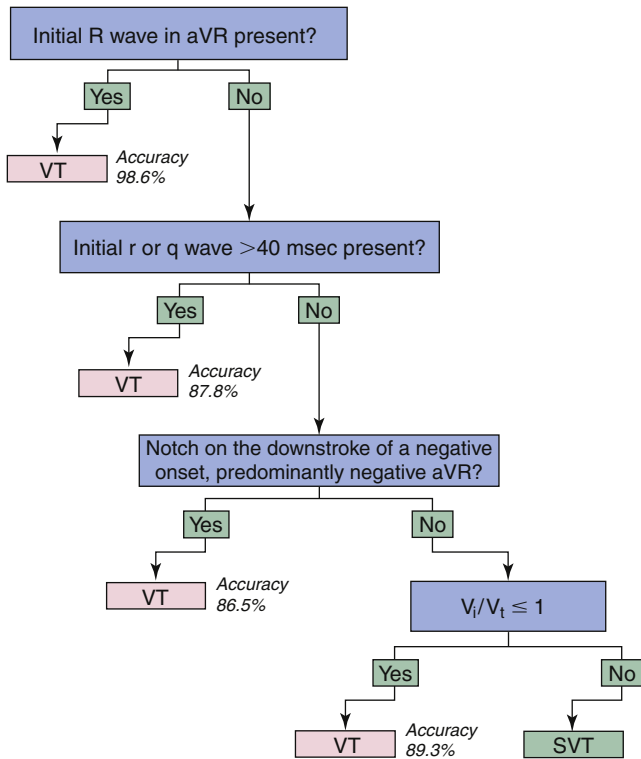 Initial R wave in aVR present?
Yes
No
VT
Accuracy
98.6%
Initial r or q wave >40 msec present?
Yes
No
VT
Accuracy
87.8%
Notch on the downstroke of a negative
onset, predominantly negative aVR?
Yes
No
VT
Accuracy
86.5%
Vi/Vt ≤ 1
Yes
No
VT
Accuracy
89.3%
SVT